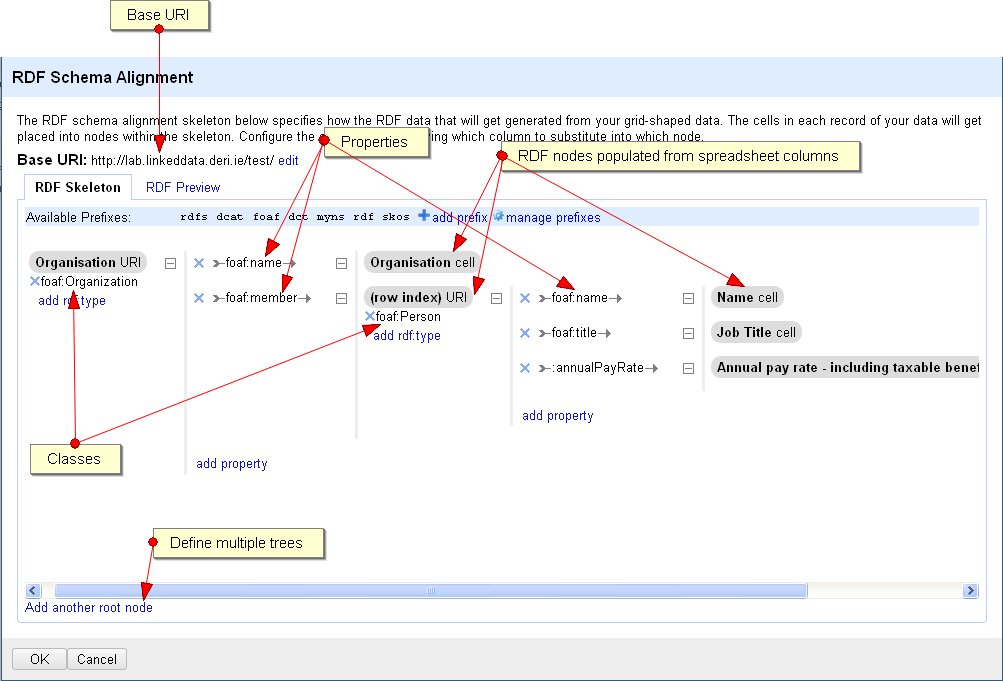 Base URI
RDF Schema Alignment
The RDF schema alignment skeleton below specifies how the RDF data that will get generated from your grid-shaped data. The cells in each record of your data will get
placed into nodes within the skeleton. Configure the ing which column to substitute into which node.
Properties
RDF nodes populated from spreadsheet columns
Base URI: http://lab.linkeddata.deri.ie/test/ edit
RDF Skeleton RDF Preview
Available Prefixes: rdfs dcat foaf dct myns rdf skos add prefix manage prefixes
Organisation URI foaf:name Organisation cell
foaf:Organization
add rdf:type
foaf:member (row index) URI foaf:name Name cell
foaf:Person
add rdf:type
foaf:title Job Title cell
:annualPayRate Annual pay rate - including taxable benef
add property
Classes
add property
Define multiple trees
Add another root node
OK Cancel